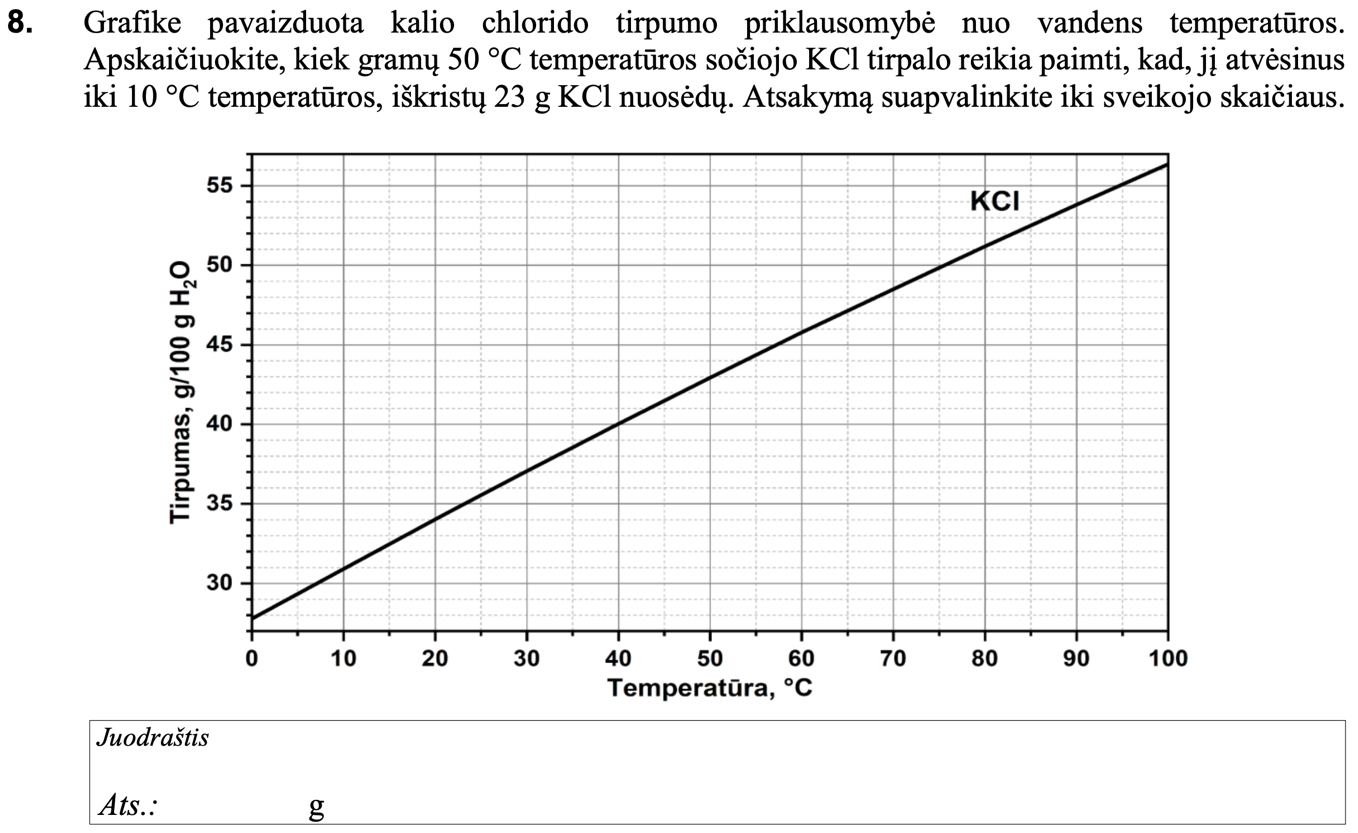 8. Grafike pavaizduota kalio chlorido tirpumo priklausomybė nuo vandens temperatūros.
Apskaičiuokite, kiek gramų 50 °C temperatūros sočiojo KCl tirpalo reikia paimti, kad, jį atvėsinus
iki 10 °C temperatūros, iškristų 23 g KCl nuosėdų. Atsakymą suapvalinkite iki sveikojo skaičiaus.
KCl
55
50
45
40
35
30
Tirpumas, g/100 g H₂O
0 10 20 30 40 50 60 70 80 90 100
Temperatūra, °C
Juodraštis
Ats.: g